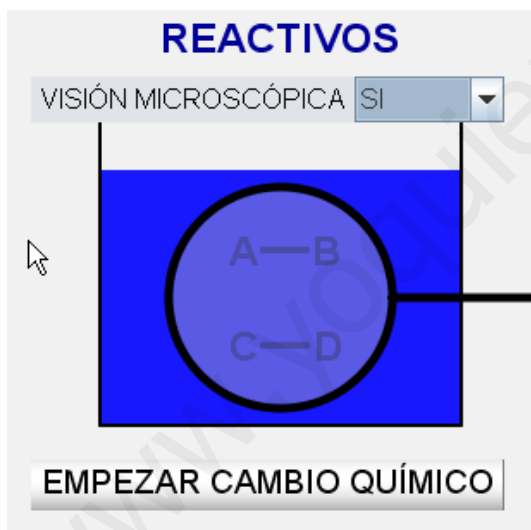 REACTIVOS
VISIÓN MICROSCÓPICA SI
A—B
C—D
EMPEZAR CAMBIO QUÍMICO